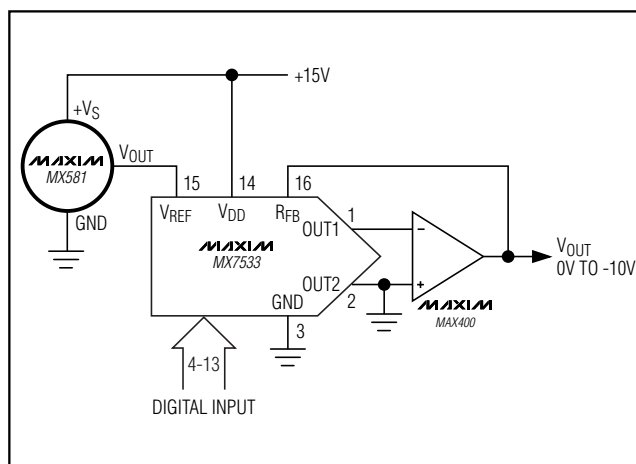 +15V
+VS
MAXIM
MX581
VOUT
GND
15
14
16
VREF
VDD
RFB
OUT1
1
MAXIM
MX7533
OUT2
2
GND
3
4-13
DIGITAL INPUT
−
+
MAXIM
MAX400
VOUT
0V TO -10V